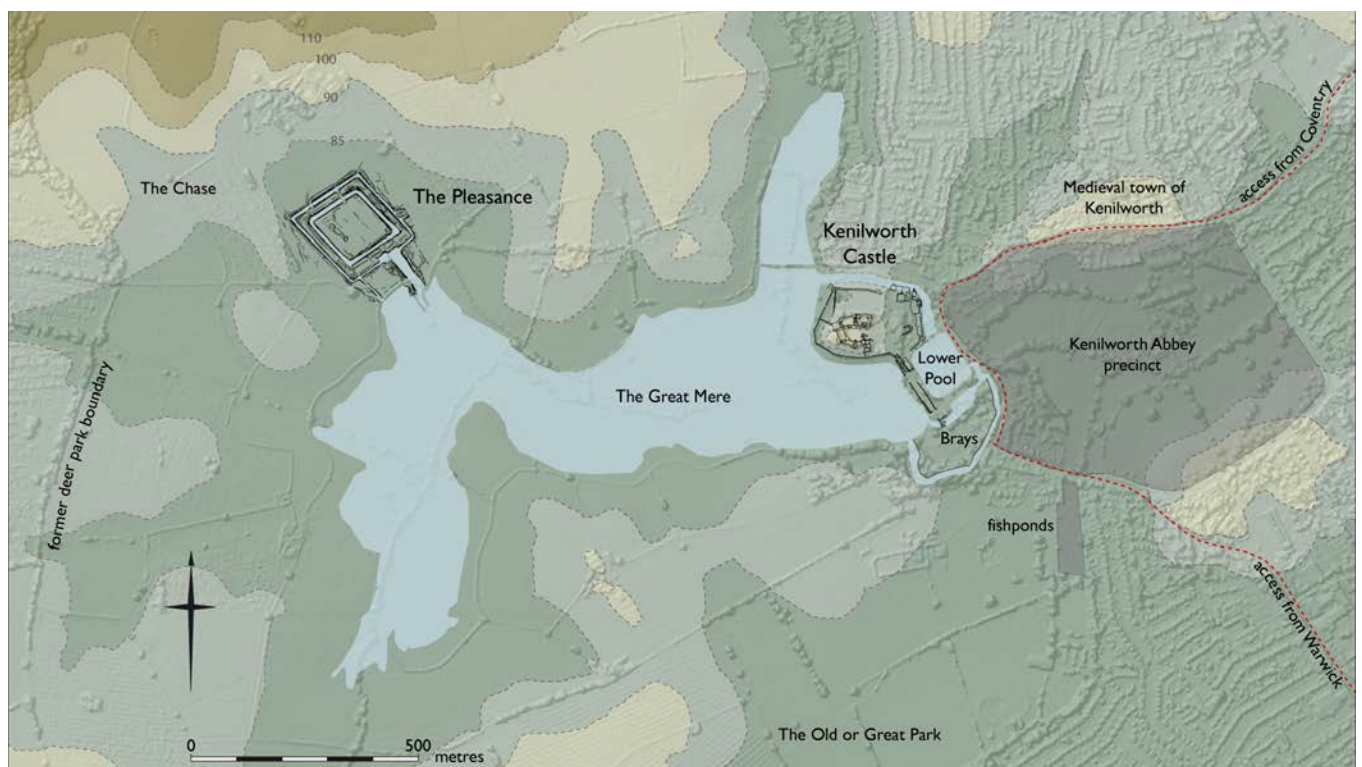 110
100
90
85
The Chase
The Pleasance
Kenilworth
Castle
Medieval town of
Kenilworth
access from Coventry
Kenilworth Abbey
precinct
Lower
Pool
The Great Mere
Brays
former deer park boundary
fishponds
access from Warwick
The Old or Great Park
0
500
metres